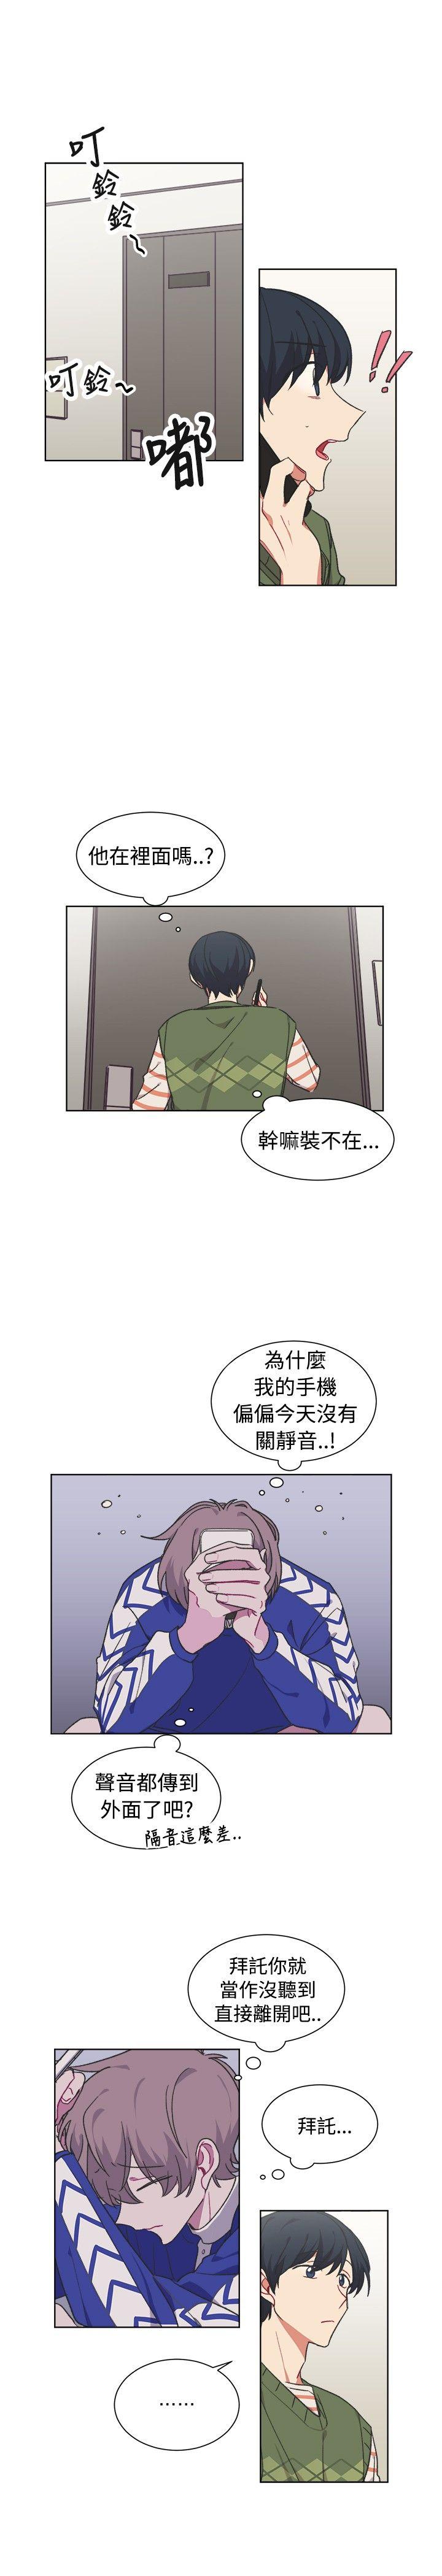 叮
鈴
鈴~
叮鈴~
嘟
!!
他在裡面嗎..?
幹嘛裝不在...
為什麼
我的手機
偏偏今天沒有
關靜音..!
聲音都傳到
外面了吧?
隔音這麼差..
拜託你就
當作沒聽到
直接離開吧..
拜託...
……